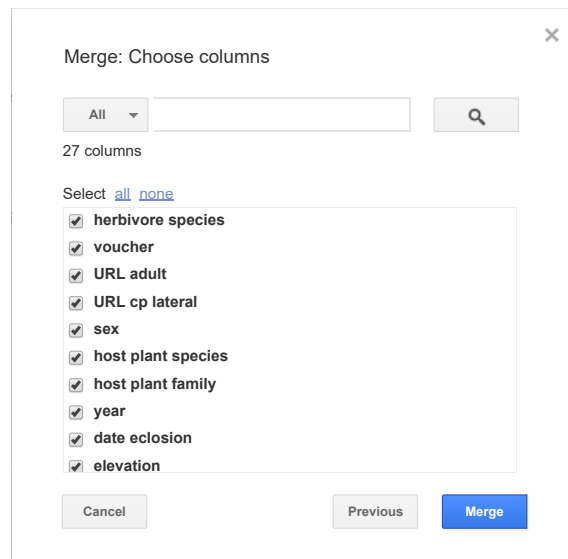 Merge: Choose columns
All
27 columns
Select all none
herbivore species
voucher
URL adult
URL cp lateral
sex
host plant species
host plant family
year
date eclosion
elevation
Cancel Previous Merge